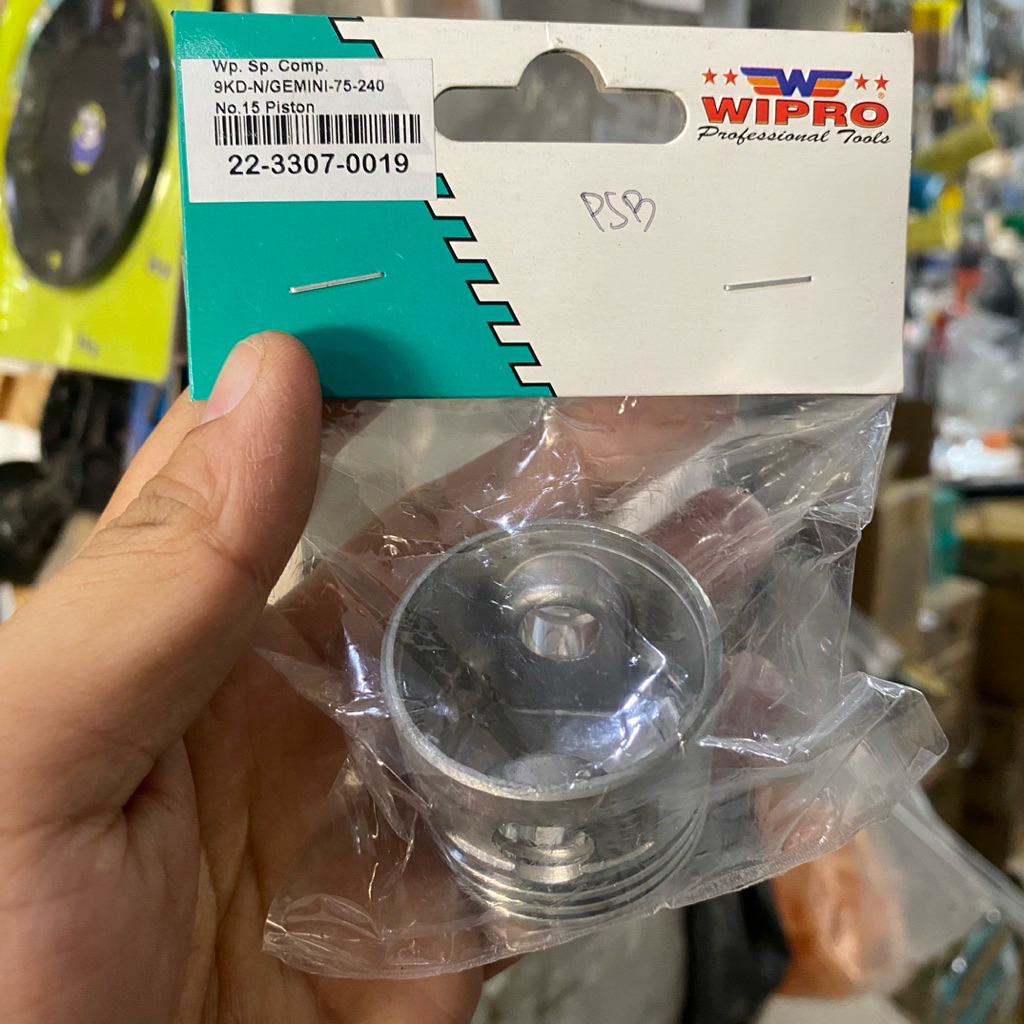 Wp. Sp. Comp.
9KD-N/GEMINI-75-240
No.15 Piston
22-3307-0019
W
WIPRO®
Professional Tools
PSB